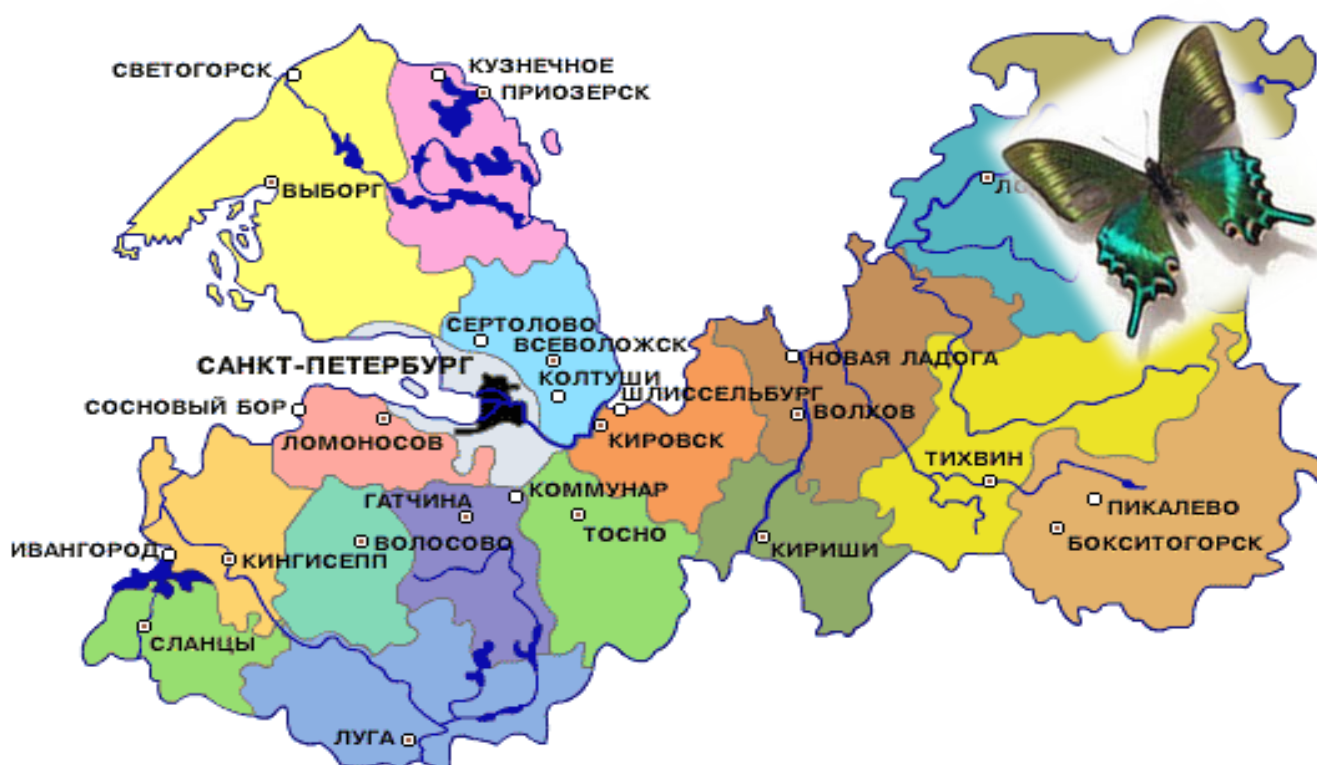 СВЕТОГОРСК
КУЗНЕЧНОЕ
ПРИОЗЕРСК
ВЫБОРГ
СЕРТОЛОВО
ВСЕВОЛОЖСК
САНКТ-ПЕТЕРБУРГ
КОЛТУШИ
НОВАЯ ЛАДОГА
ШЛИССЕЛЬБУРГ
СОСНОВЫЙ БОР
ВОЛХОВ
ЛОМОНОСОВ
КИРОВСК
ТИХВИН
КОММУНАР
ГАТЧИНА
ПИКАЛЕВО
ТОСНО
ВОЛОСОВО
КИРИШИ
БОКСИТОГОРСК
ИВАНГОРОД
КИНГИСЕПП
СЛАНЦЫ
ЛУГА